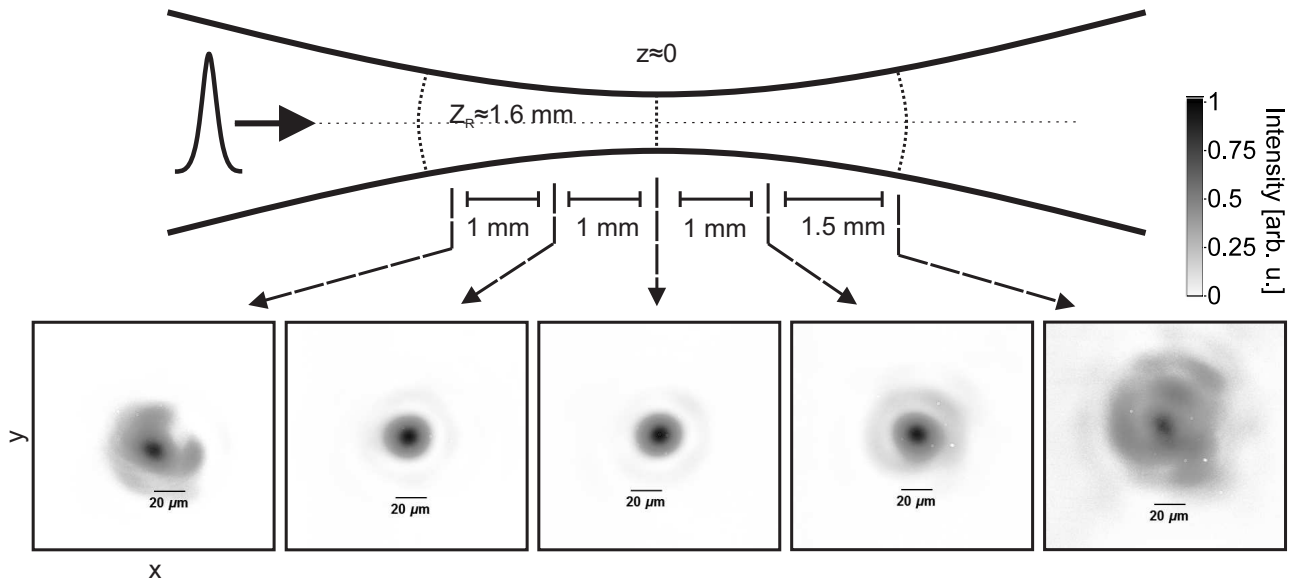 z≈0
Z_R≈1.6 mm
1 mm
1 mm
1 mm
1.5 mm
1
0.75
0.5
0.25
0
Intensity [arb. u.]
y
20 µm
20 µm
20 µm
20 µm
20 µm
x